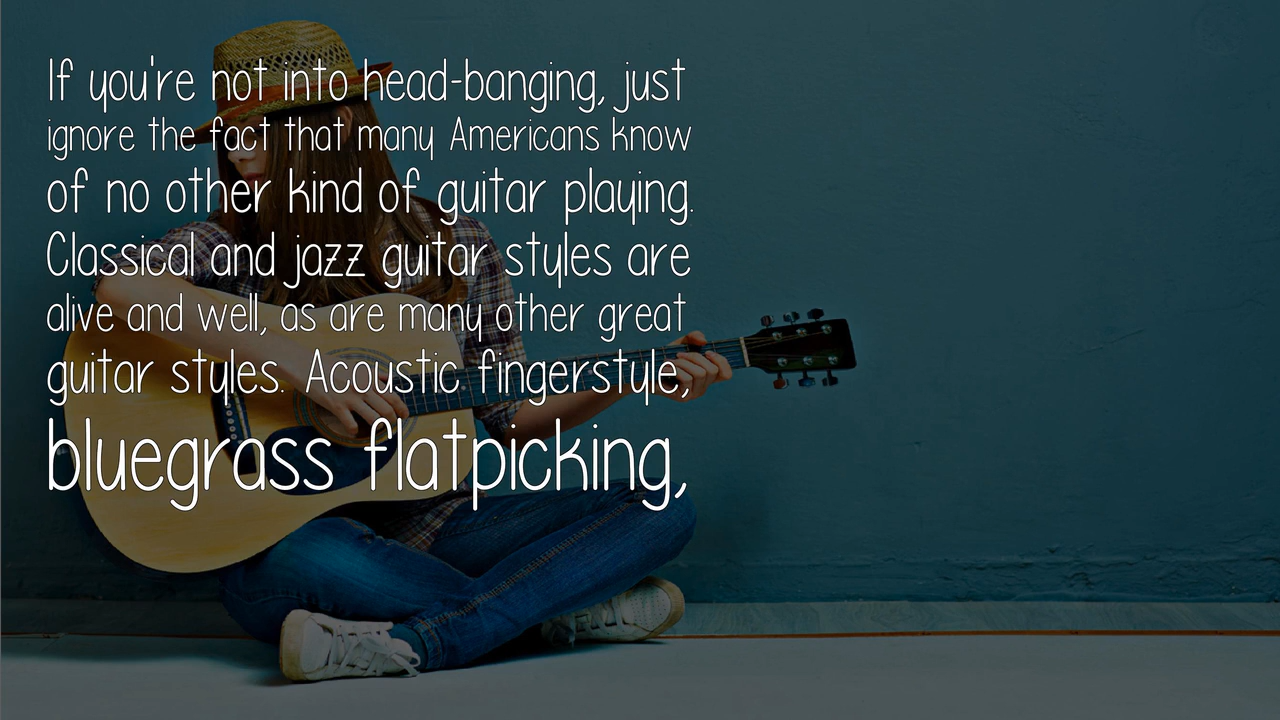 If you're not into head-banging, just
ignore the fact that many Americans know
of no other kind of guitar playing.
Classical and jazz guitar styles are
alive and well, as are many other great
guitar styles. Acoustic fingerstyle,
bluegrass flatpicking,